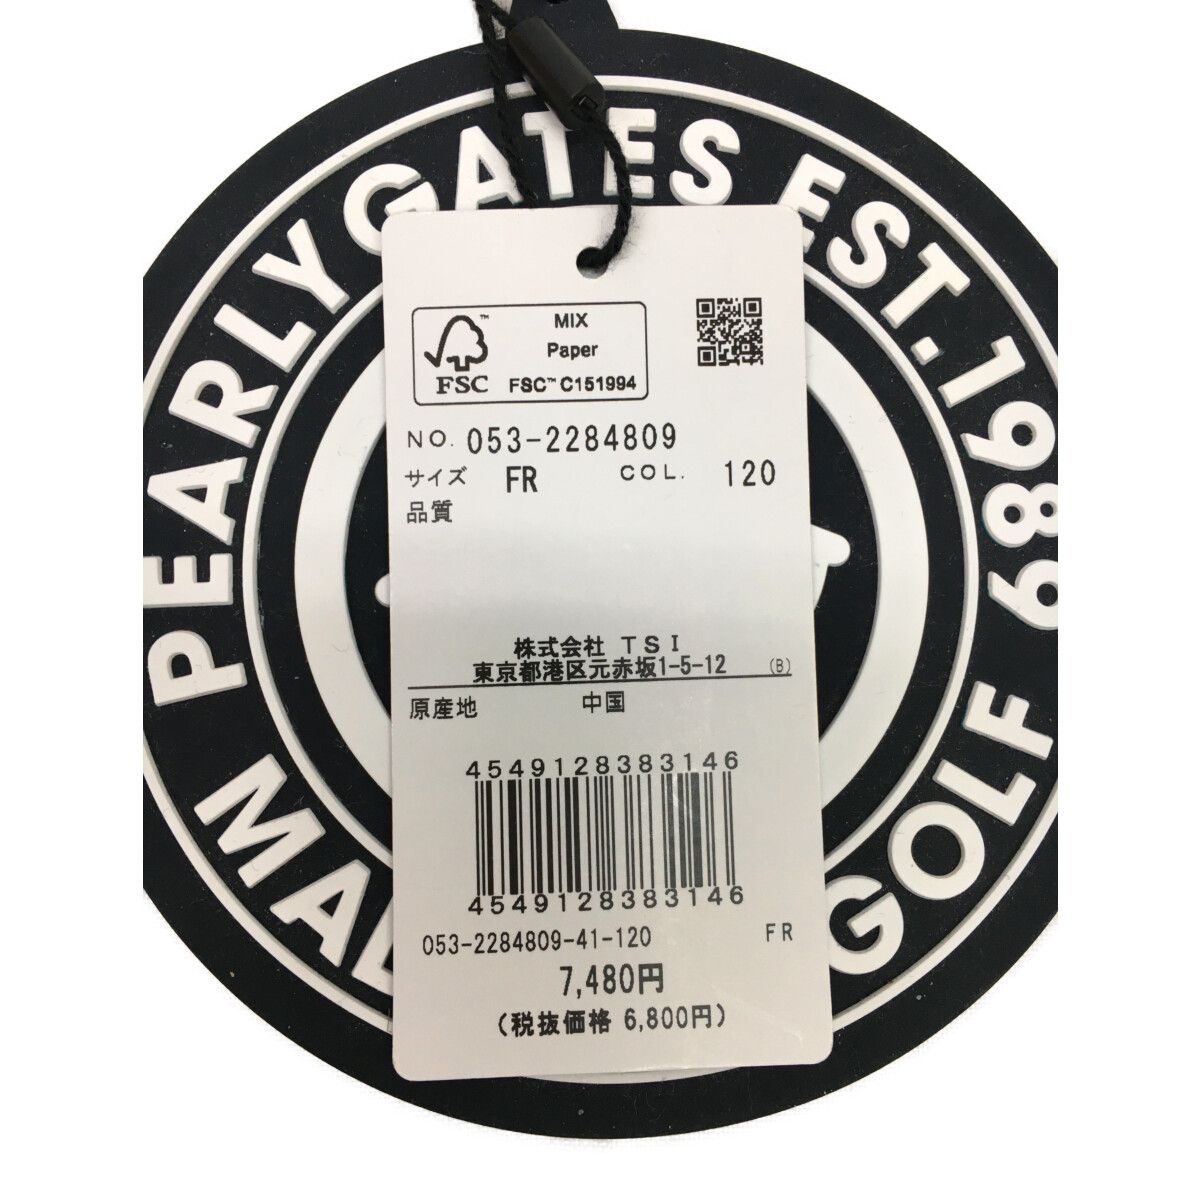 PEARLY GATES EST.1989
MA GOLF
FSC™
MIX
Paper
FSC™ C151994
NO. 053-2284809
サイズ FR COL. 120
品質
株式会社 TSI
東京都港区元赤坂1-5-12 (B)
原産地 中国
4549128383146
4549128383146
053-2284809-41-120 FR
7,480円
(税抜価格 6,800円)